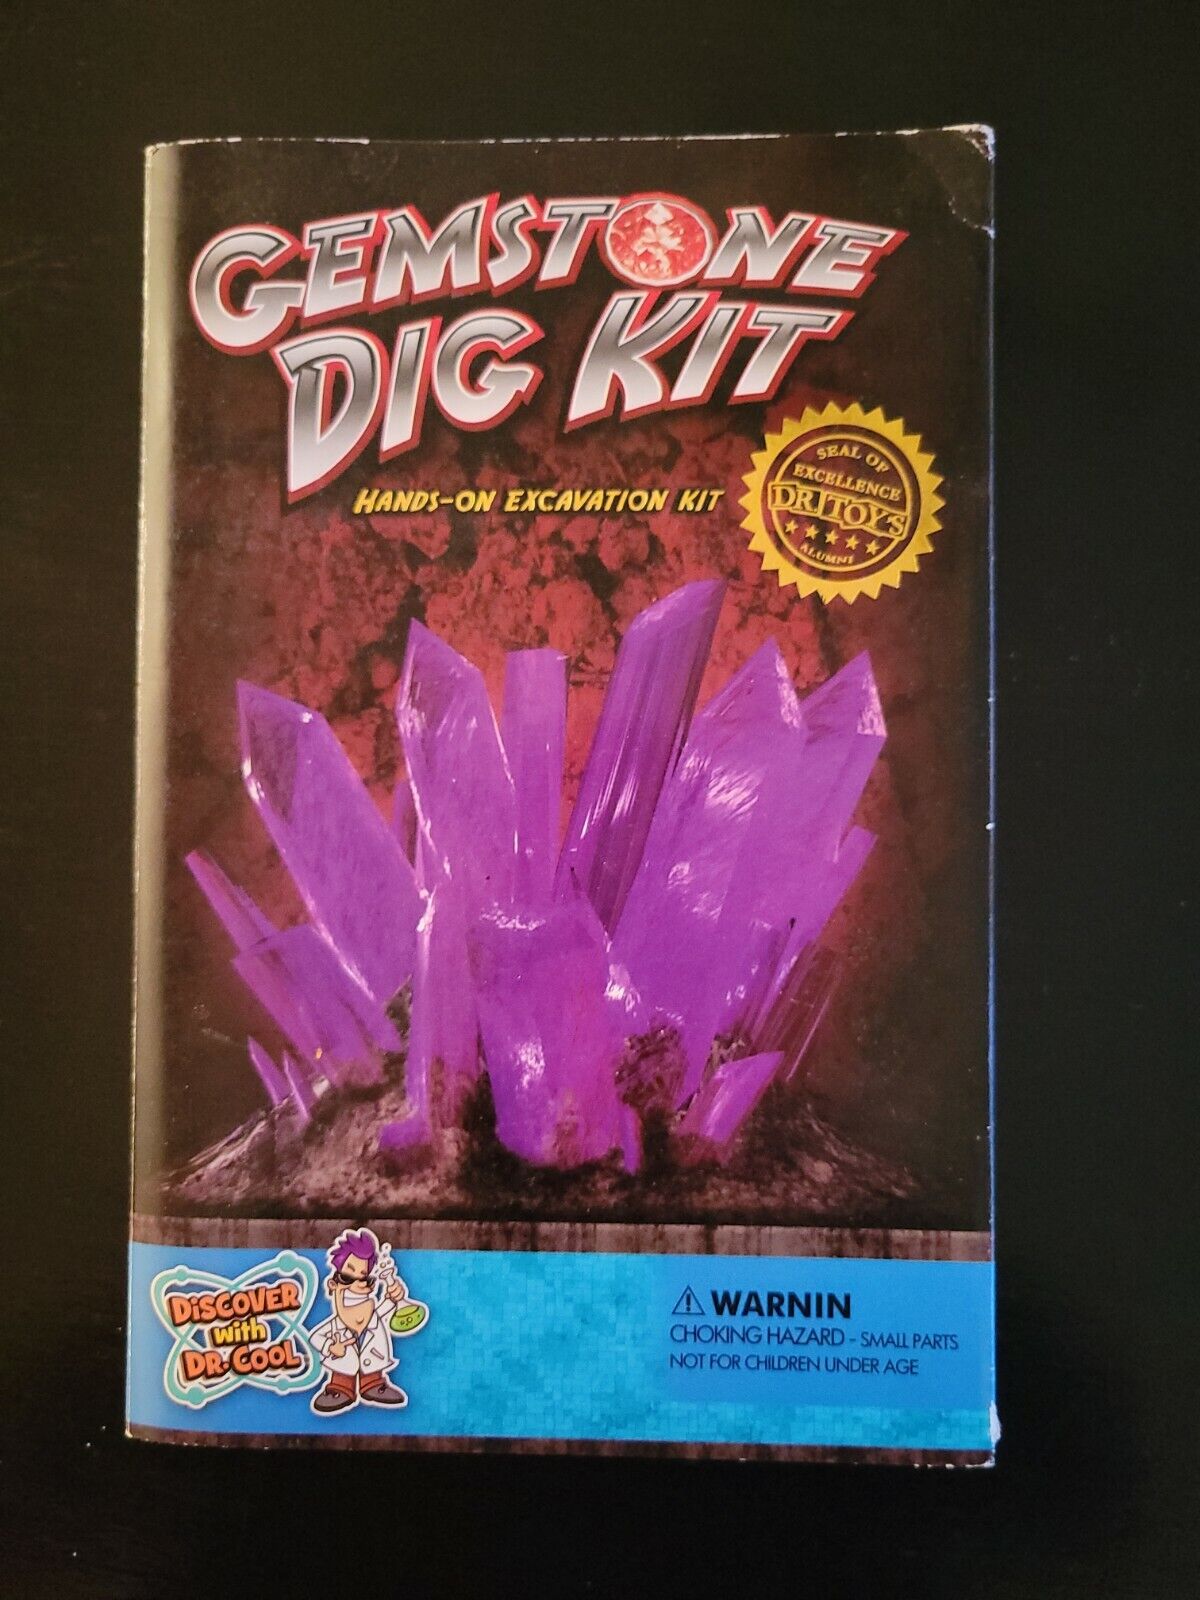 GEMSTONE
DIG KIT
HANDS-ON EXCAVATION KIT
SEAL OF
EXCELLENCE
DR. TOY'S
ALUMNI
DISCOVER
with
DR. COOL
⚠ WARNIN
CHOKING HAZARD - SMALL PARTS
NOT FOR CHILDREN UNDER AGE